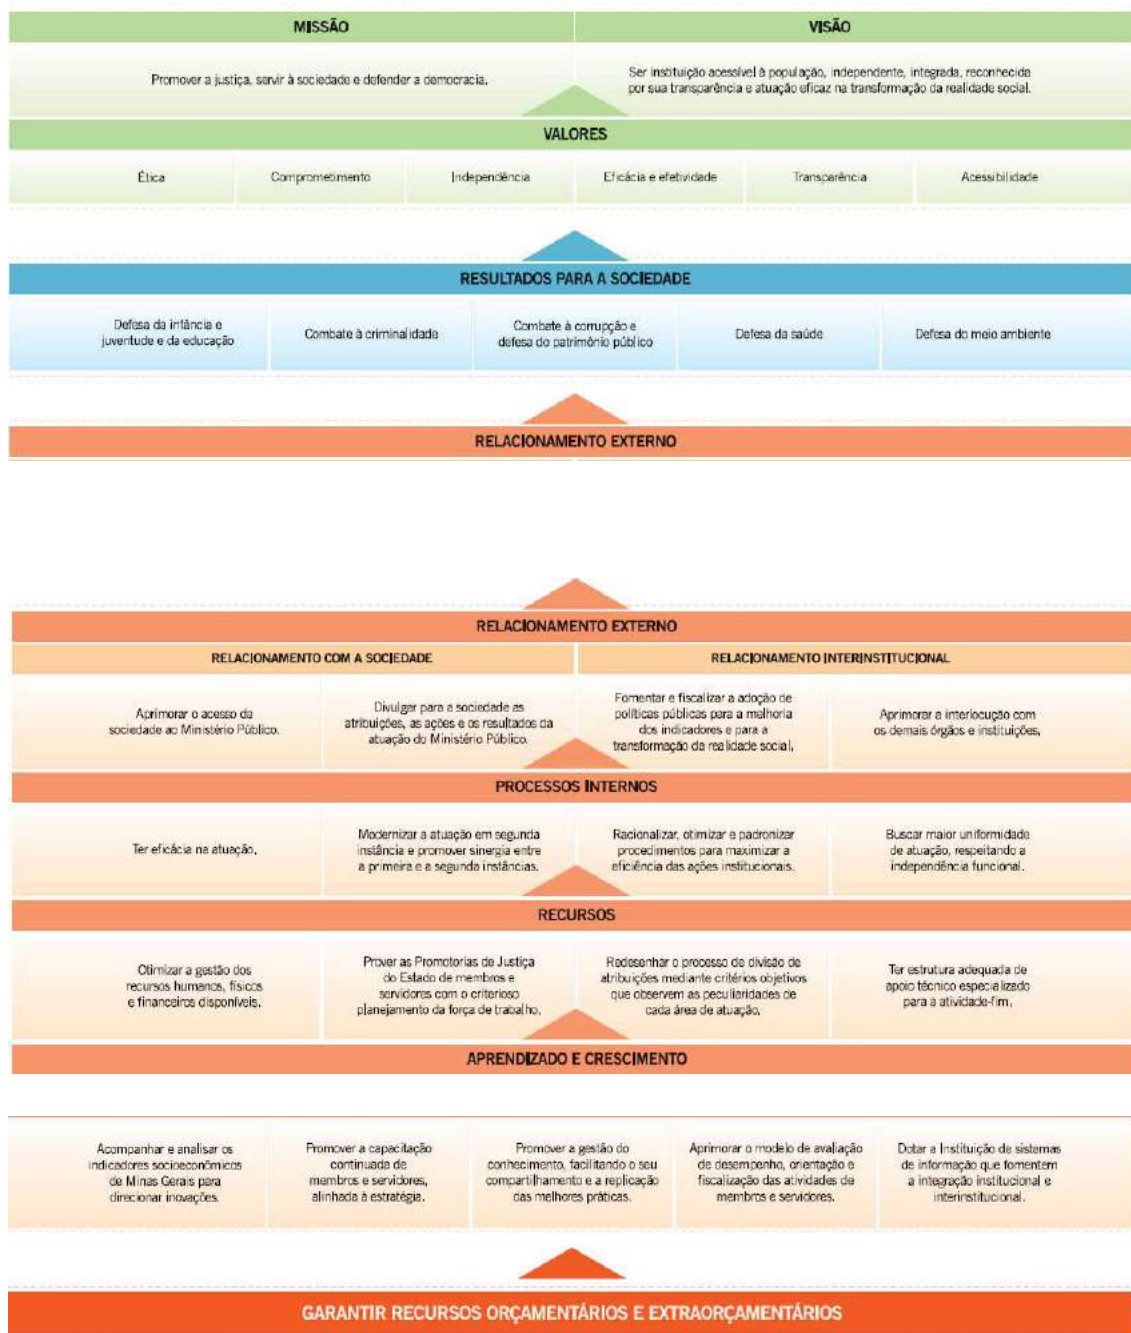 MISSÃO
VISÃO
Promover a justiça, servir à sociedade e defender a democracia.
Ser instituição acessível à população, independente, integrada, reconhecida
por sua transparência e atuação eficaz na transformação da realidade social.
VALORES
Ética
Comprometimento
Independência
Eficácia e efetividade
Transparência
Acessibilidade
RESULTADOS PARA A SOCIEDADE
Defesa da infância e
juventude e da educação
Combate à criminalidade
Combate à corrupção e
defesa do patrimônio público
Defesa da saúde
Defesa do meio ambiente
RELACIONAMENTO EXTERNO
RELACIONAMENTO EXTERNO
RELACIONAMENTO COM A SOCIEDADE
RELACIONAMENTO INTERINSTITUCIONAL
Aprimorar o acesso da
sociedade ao Ministério Público.
Divulgar para a sociedade as
atribuições, as ações e os resultados da
atuação do Ministério Público.
Fomentar e fiscalizar a adoção de
políticas públicas para a melhoria
dos indicadores e para a
transformação da realidade social.
Aprimorar a interlocução com
os demais órgãos e instituições.
PROCESSOS INTERNOS
Ter eficácia na atuação.
Modernizar a atuação em segunda
instância e promover sinergia entre
a primeira e a segunda instâncias.
Racionalizar, otimizar e padronizar
procedimentos para maximizar a
eficiência das ações institucionais.
Buscar maior uniformidade
de atuação, respeitando a
independência funcional.
RECURSOS
Otimizar a gestão dos
recursos humanos, físicos
e financeiros disponíveis.
Prover as Promotorias de Justiça
do Estado de membros e
servidores com o criterioso
planejamento da força de trabalho.
Redesenhar o processo de divisão de
atribuições mediante critérios objetivos
que observem as peculiaridades de
cada área de atuação.
Ter estrutura adequada de
apoio técnico especializado
para a atividade-fim.
APRENDIZADO E CRESCIMENTO
Acompanhar e analisar os
indicadores socioeconômicos
de Minas Gerais para
direcionar inovações.
Promover a capacitação
continuada de
membros e servidores,
alinhada à estratégia.
Promover a gestão do
conhecimento, facilitando o seu
compartilhamento e a replicação
das melhores práticas.
Aprimorar o modelo de avaliação
de desempenho, orientação e
fiscalização das atividades de
membros e servidores.
Dotar a Instituição de sistemas
de informação que fomentem
a integração institucional e
interinstitucional.
GARANTIR RECURSOS ORÇAMENTÁRIOS E EXTRAORÇAMENTÁRIOS